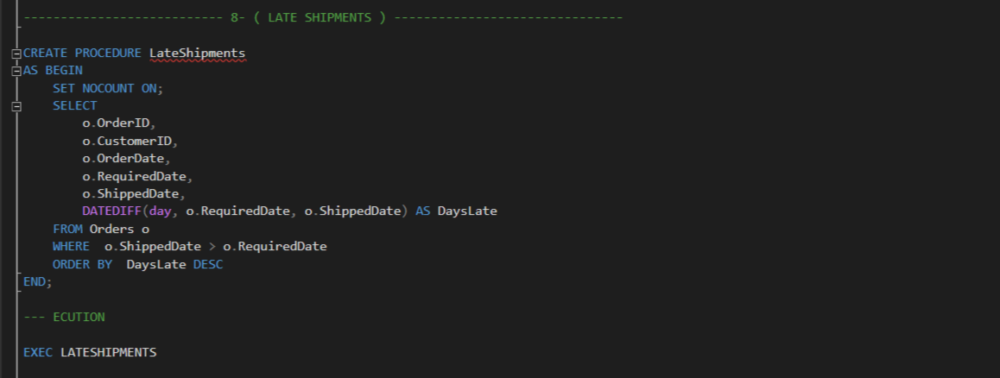 --------------------------- 8- ( LATE SHIPMENTS ) -------------------------------
CREATE PROCEDURE LateShipments
AS BEGIN
    SET NOCOUNT ON;
    SELECT
        o.OrderID,
        o.CustomerID,
        o.OrderDate,
        o.RequiredDate,
        o.ShippedDate,
        DATEDIFF(day, o.RequiredDate, o.ShippedDate) AS DaysLate
    FROM Orders o
    WHERE  o.ShippedDate > o.RequiredDate
    ORDER BY  DaysLate DESC
END;
--- ECUTION
EXEC LATESHIPMENTS